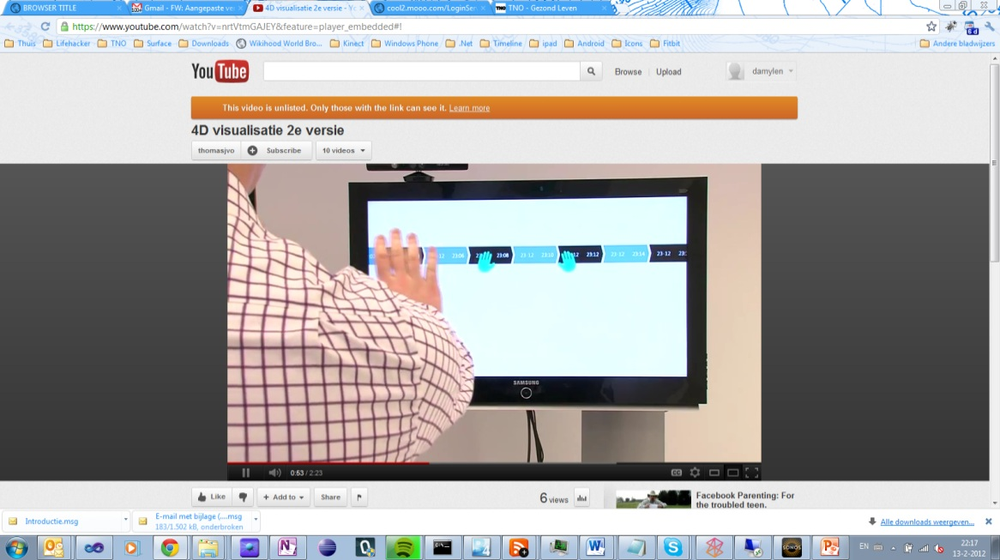 BROWSER TITLE
Gmail - FW: Aangepaste ve
4D visualisatie 2e versie - Yo
cool2.mooo.com/LoginSer
TNO - Gezond Leven
https://www.youtube.com/watch?v=nrtVtmGAJEY&feature=player_embedded#!
6 d
Thuis Lifehacker TNO Surface Downloads Wikihood World Bro... Kinect Windows Phone .Net Timeline ipad Android Icons Fitbit Andere bladwijzers
YouTube Browse Upload damylen
This video is unlisted. Only those with the link can see it. Learn more
4D visualisatie 2e versie
thomasjvo Subscribe 10 videos
12 23:06 23:08 23-12 23:10 12 23:12 23-12 23:14 23-12 23:
SAMSUNG
0:53 / 2:23 CC
Like + Add to Share 6 views
Facebook Parenting: For
the troubled teen.
Introductie.msg
E-mail met bijlage (....msg
183/1.502 kB, onderbroken
Alle downloads weergeven...
EN
22:17
13-2-2012
SONOS